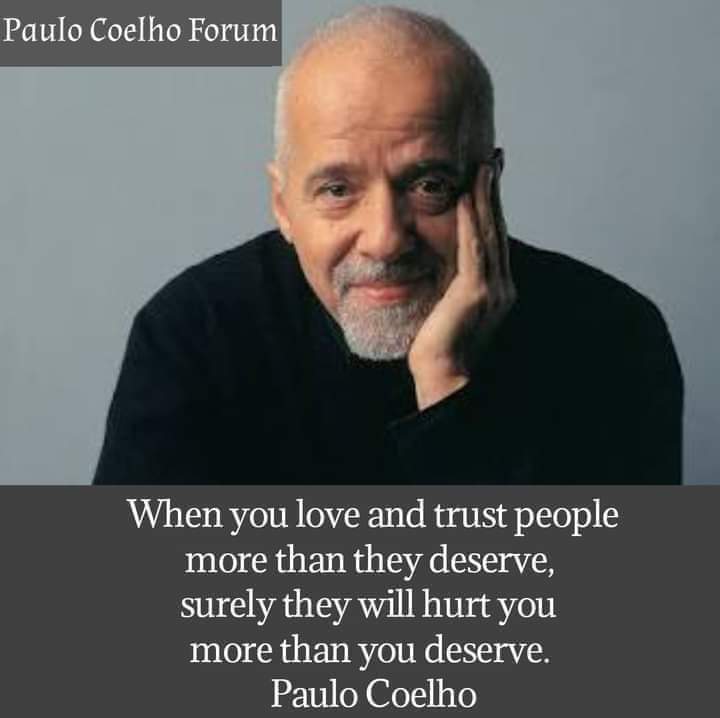 Paulo Coelho Forum
When you love and trust people
more than they deserve,
surely they will hurt you
more than you deserve.
Paulo Coelho